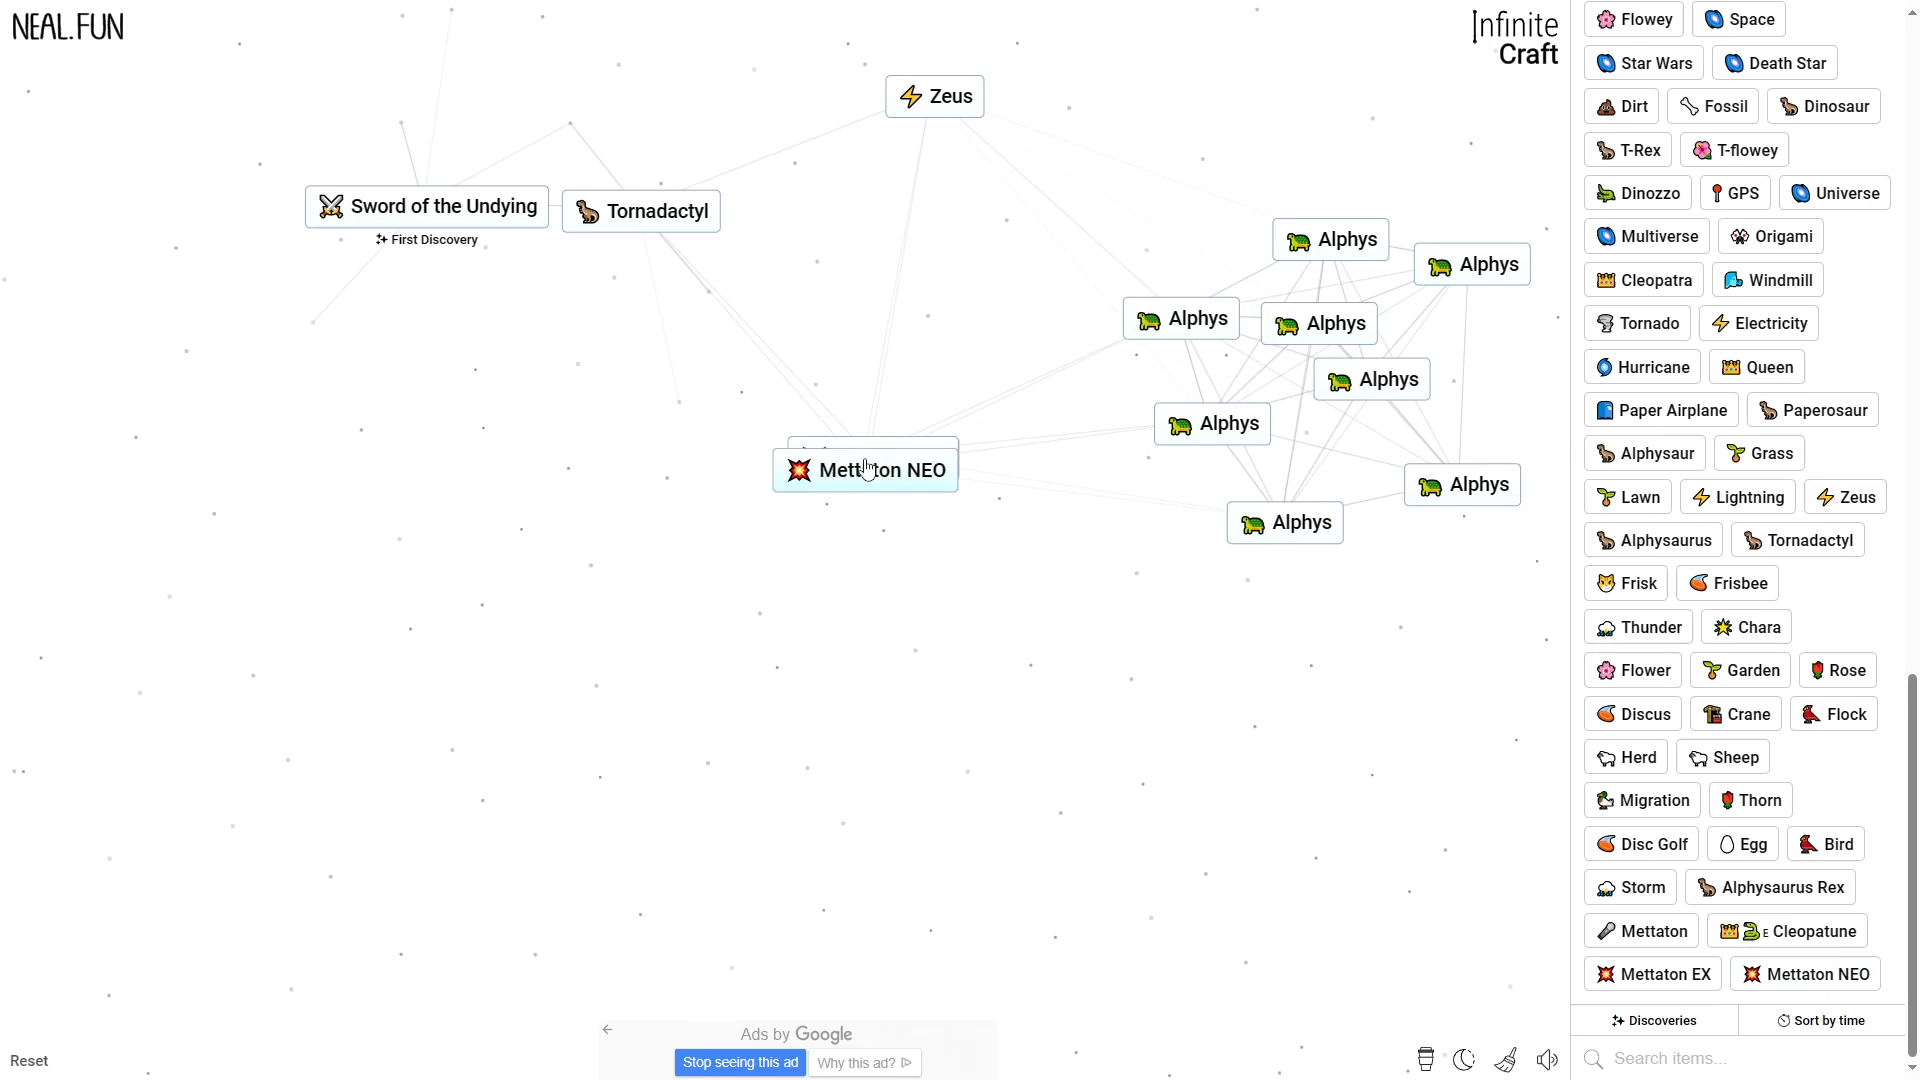 NEAL.FUN
Infinite
Craft
Zeus
Sword of the Undying
First Discovery
Tornadactyl
Alphys
Alphys
Alphys
Alphys
Alphys
Alphys
Alphys
Alphys
Mettaton NEO
Flowey Space
Star Wars Death Star
Dirt Fossil Dinosaur
T-Rex T-flowey
Dinozzo GPS Universe
Multiverse Origami
Cleopatra Windmill
Tornado Electricity
Hurricane Queen
Paper Airplane Paperosaur
Alphysaur Grass
Lawn Lightning Zeus
Alphysaurus Tornadactyl
Frisk Frisbee
Thunder Chara
Flower Garden Rose
Discus Crane Flock
Herd Sheep
Migration Thorn
Disc Golf Egg Bird
Storm Alphysaurus Rex
Mettaton E Cleopatune
Mettaton EX Mettaton NEO
Discoveries Sort by time
Search items...
Ads by Google
Stop seeing this ad Why this ad?
Reset